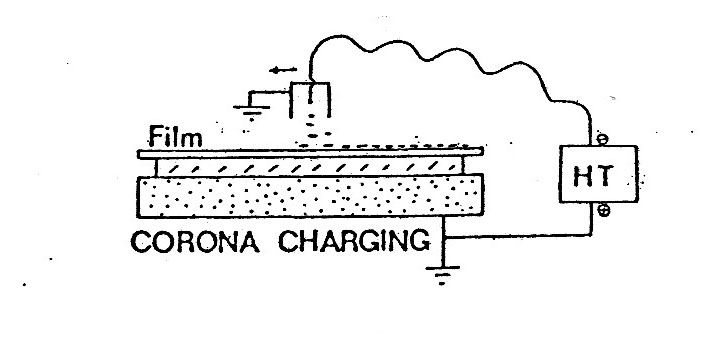 Film
⊖
HT
⊕
CORONA CHARGING